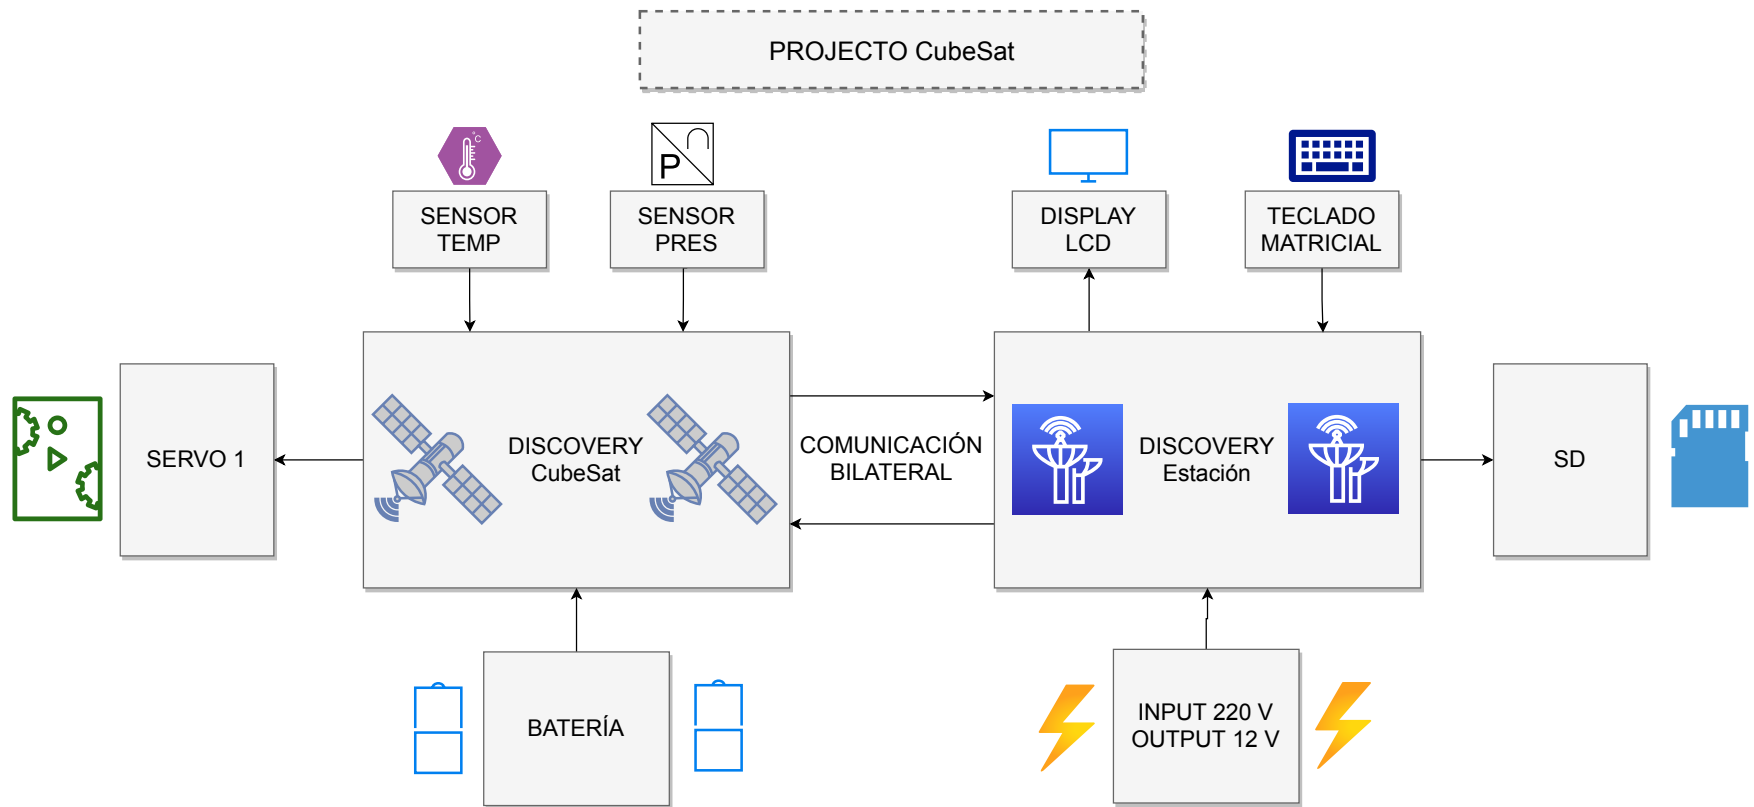 PROJECTO CubeSat
°C
P
SENSOR
TEMP
SENSOR
PRES
DISPLAY
LCD
TECLADO
MATRICIAL
SERVO 1
DISCOVERY
CubeSat
COMUNICACIÓN
BILATERAL
DISCOVERY
Estación
SD
BATERÍA
INPUT 220 V
OUTPUT 12 V